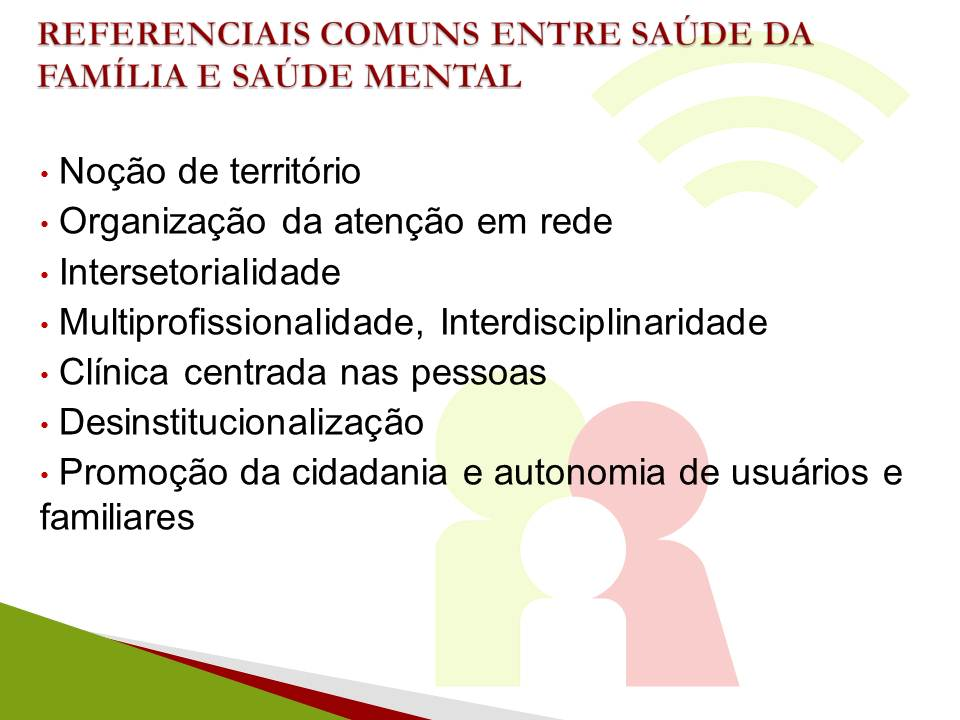 REFERENCIAIS COMUNS ENTRE SAÚDE DA
FAMÍLIA E SAÚDE MENTAL
• Noção de território
• Organização da atenção em rede
• Intersetorialidade
• Multiprofissionalidade, Interdisciplinaridade
• Clínica centrada nas pessoas
• Desinstitucionalização
• Promoção da cidadania e autonomia de usuários e
familiares